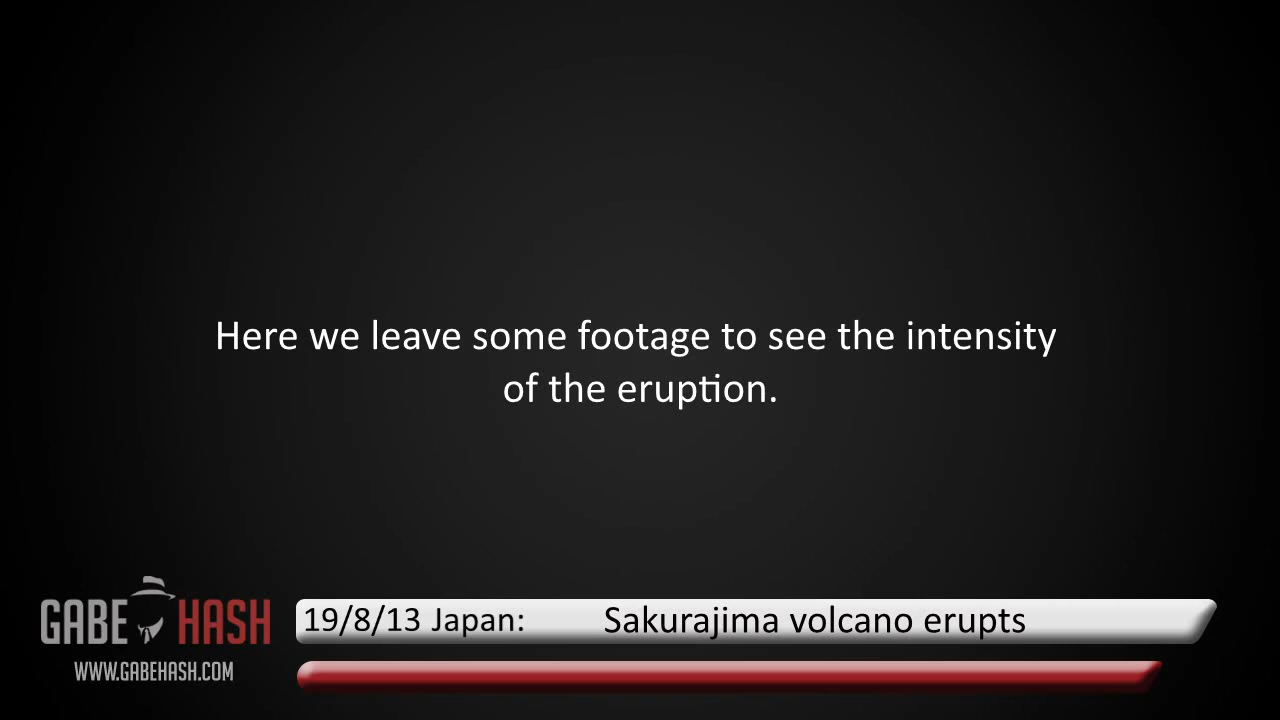 Here we leave some footage to see the intensity
of the eruption.
GABE HASH
WWW.GABEHASH.COM
19/8/13 Japan: Sakurajima volcano erupts